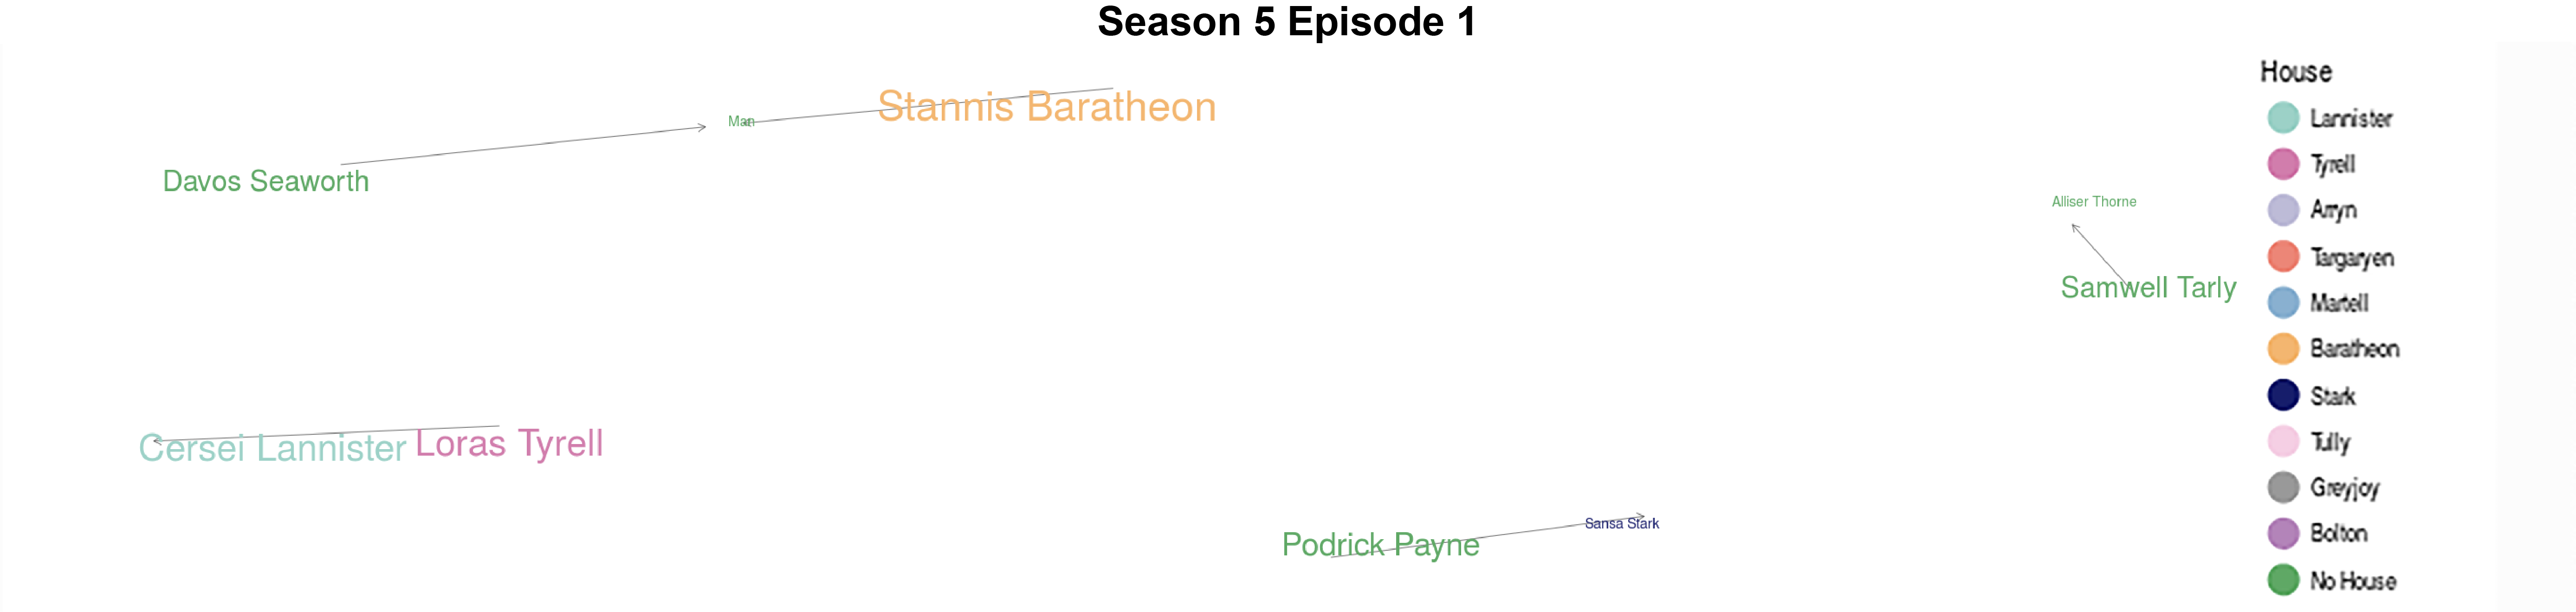 Season 5 Episode 1
House
Lannister
Tyrell
Arryn
Targaryen
Martell
Baratheon
Stark
Tully
Greyjoy
Bolton
No House
Stannis Baratheon
Man
Davos Seaworth
Alliser Thorne
Samwell Tarly
Cersei Lannister
Loras Tyrell
Sansa Stark
Podrick Payne